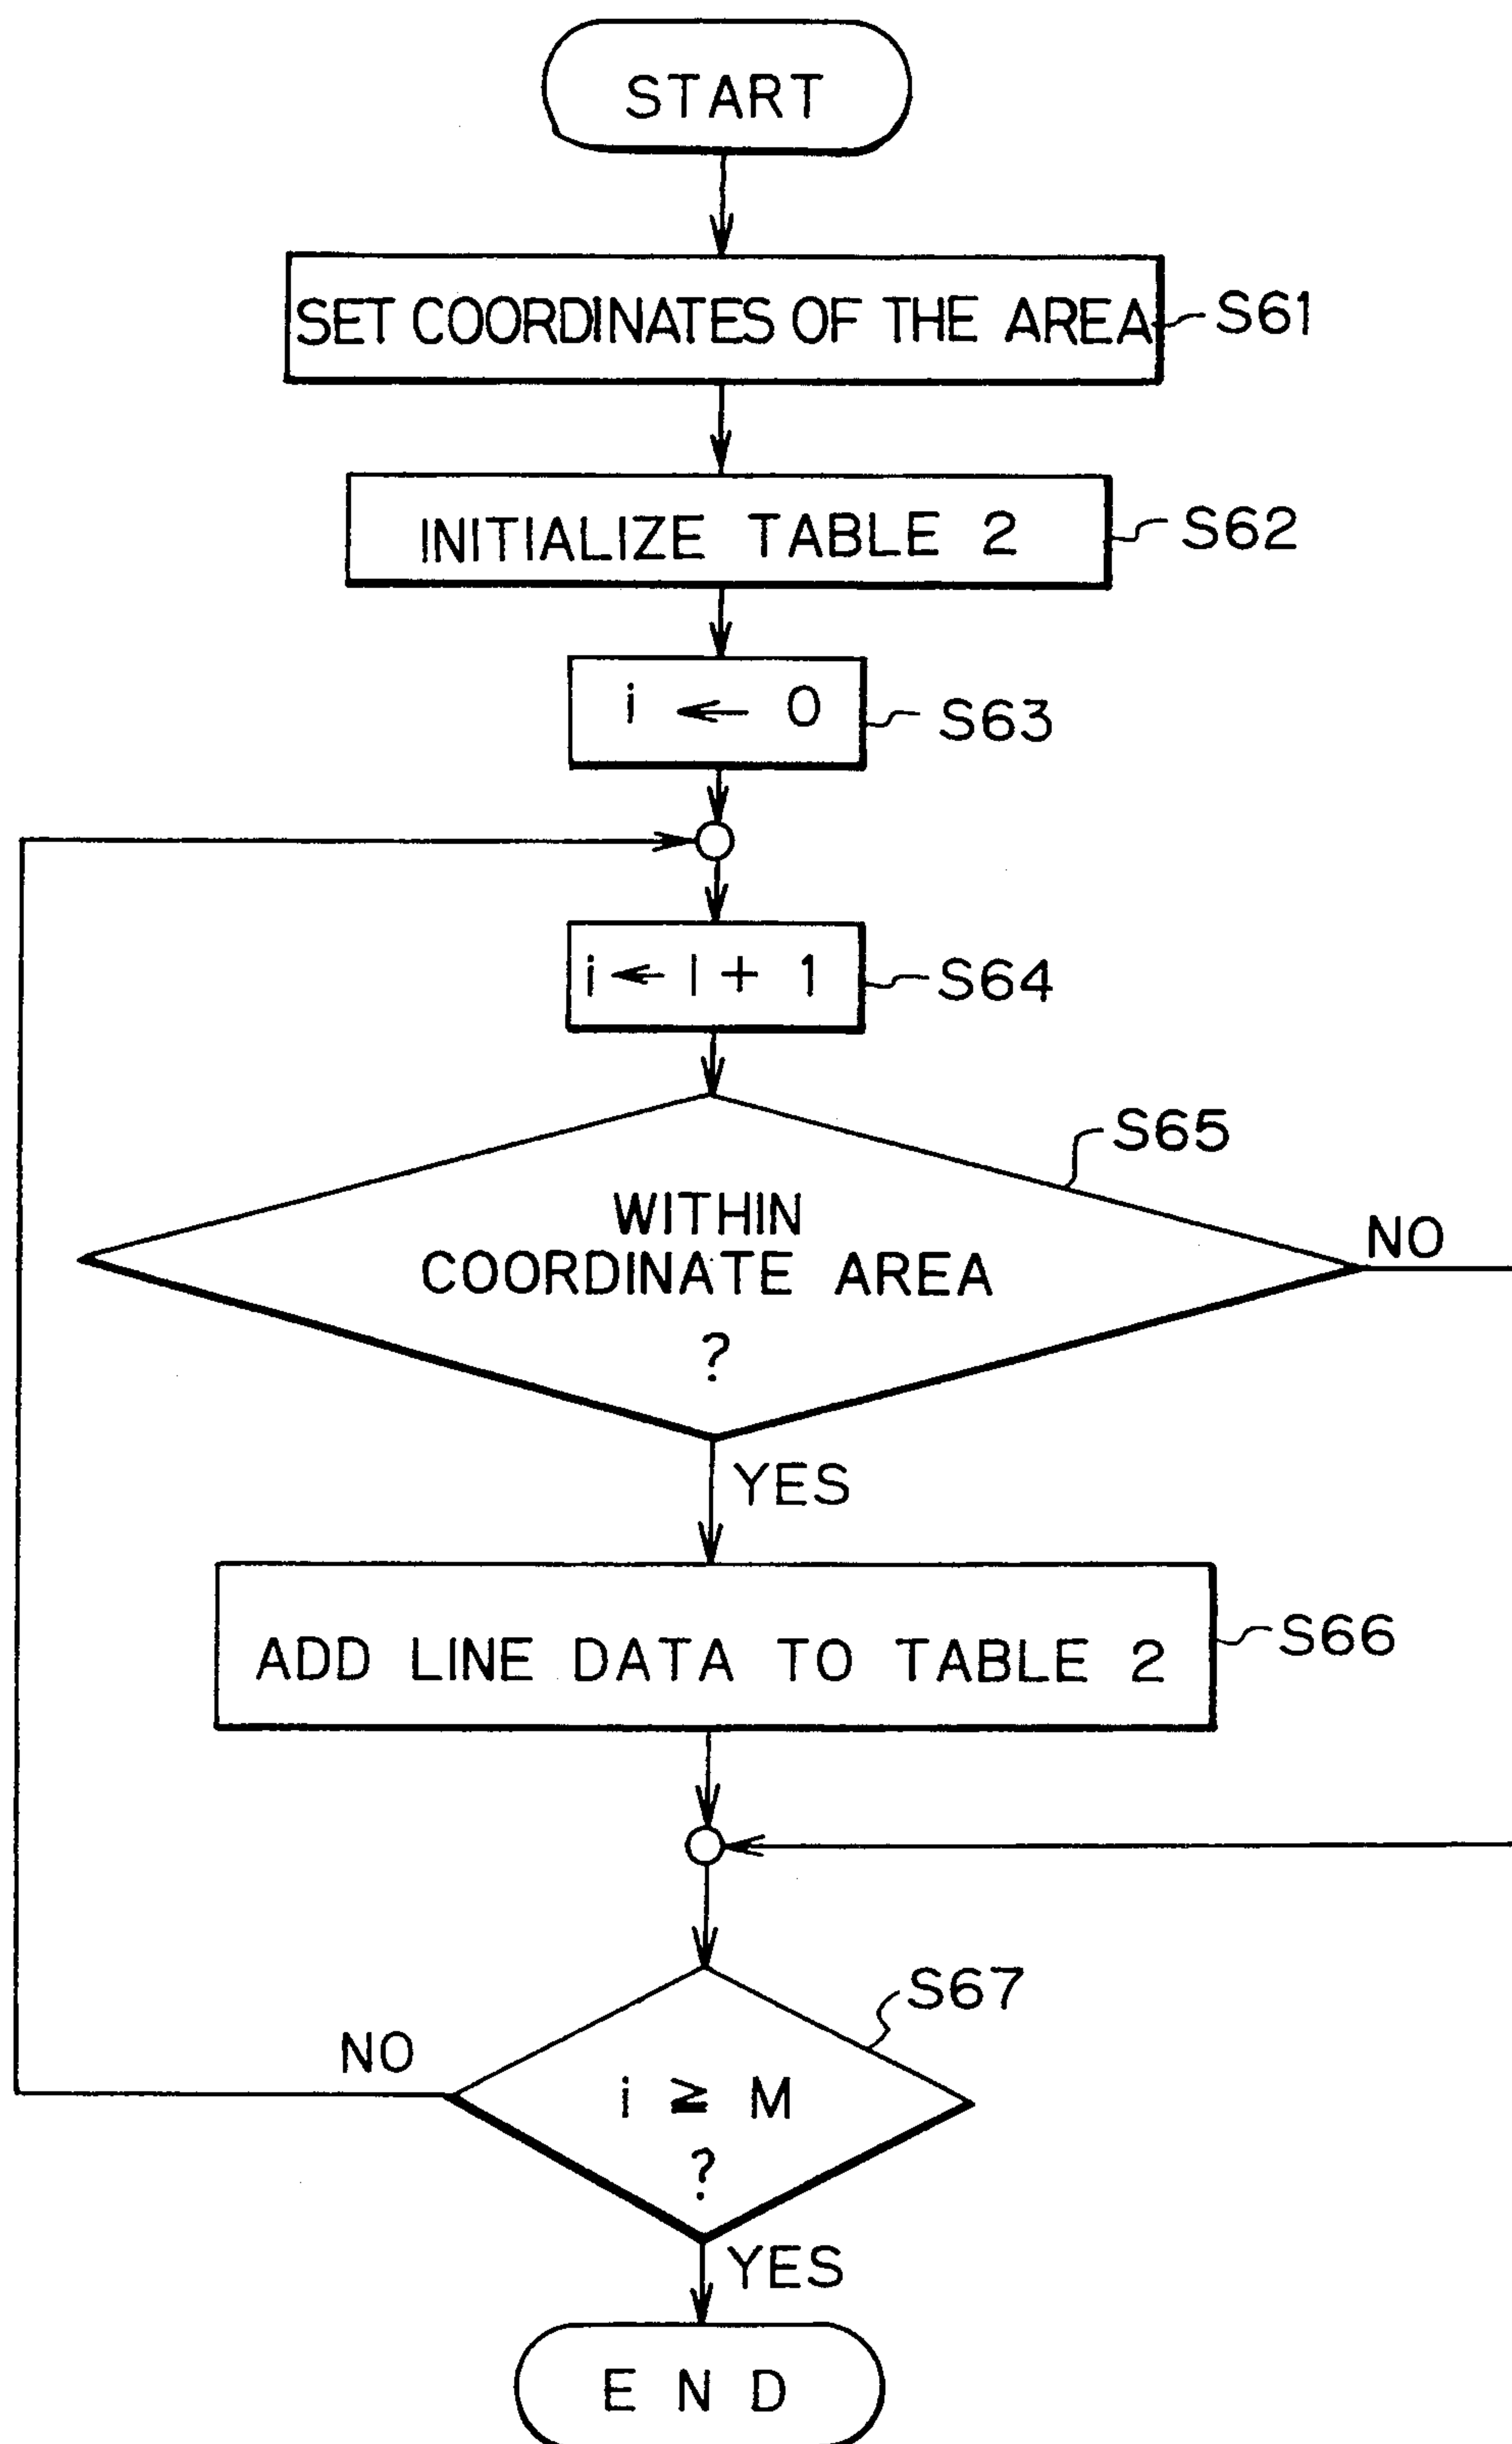 START
SET COORDINATES OF THE AREA
S61
INITIALIZE TABLE 2
S62
i ← 0
S63
i ← I + 1
S64
S65
WITHIN
COORDINATE AREA
?
NO
YES
ADD LINE DATA TO TABLE 2
S66
S67
NO
i ≧ M
?
YES
END